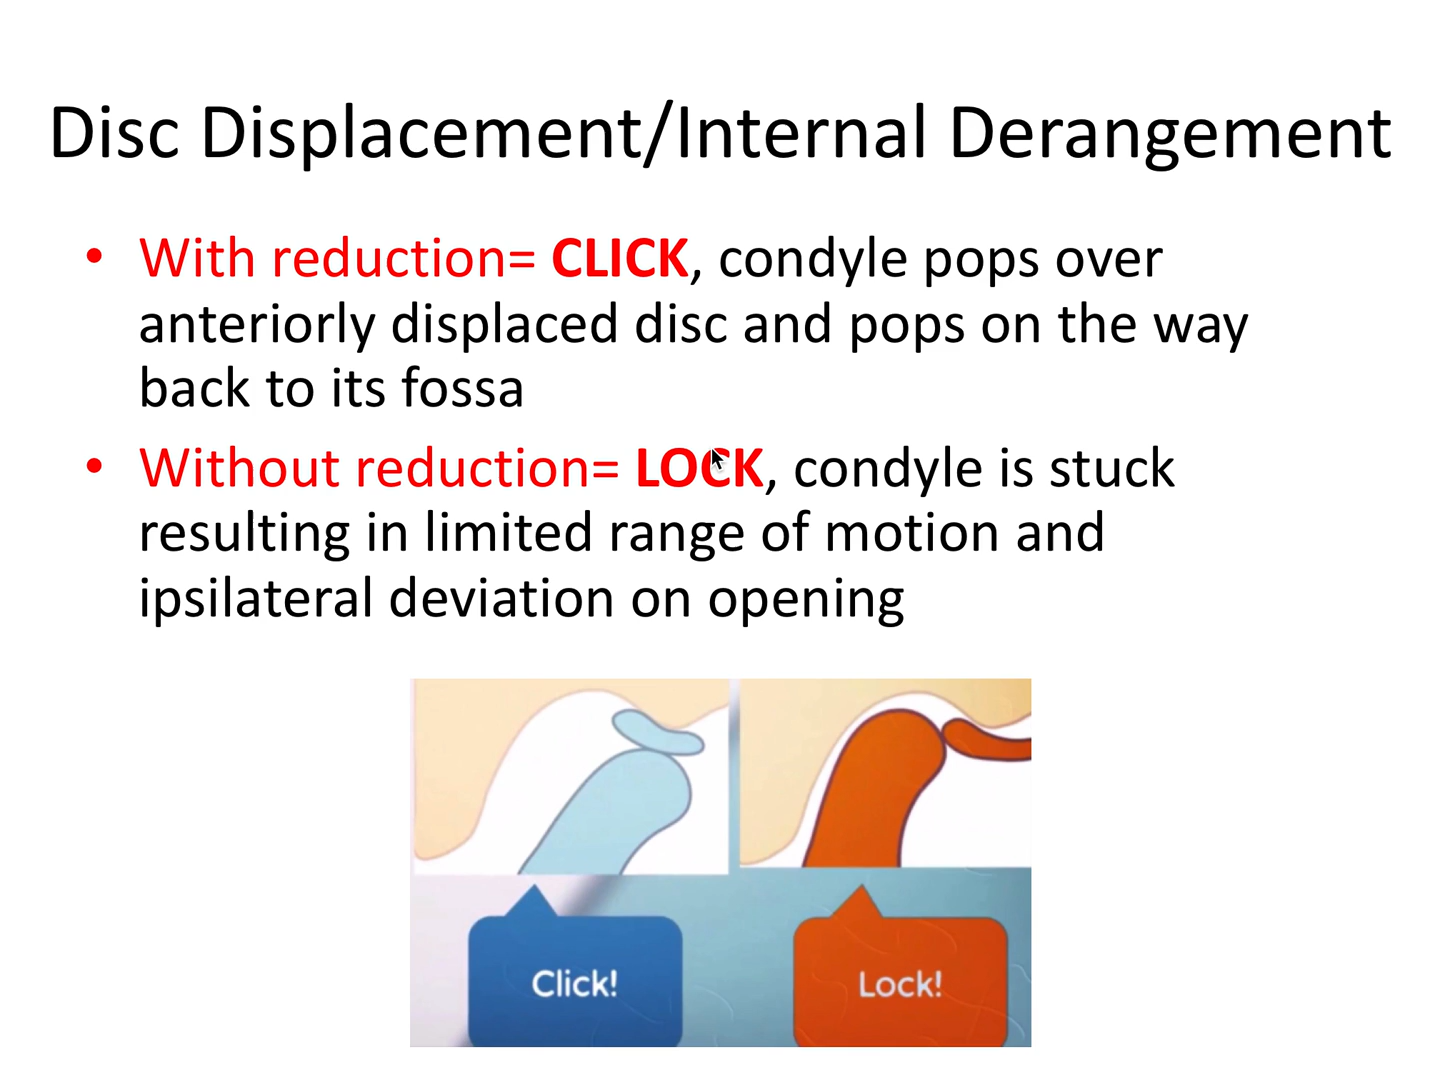 Disc Displacement/Internal Derangement
• With reduction= CLICK, condyle pops over
anteriorly displaced disc and pops on the way
back to its fossa
• Without reduction= LOCK, condyle is stuck
resulting in limited range of motion and
ipsilateral deviation on opening
Click!
Lock!